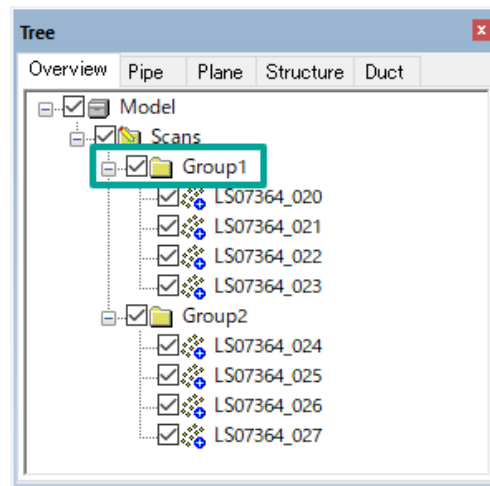 Tree
Overview Pipe Plane Structure Duct
Model
Scans
Group1
LS07364_020
LS07364_021
LS07364_022
LS07364_023
Group2
LS07364_024
LS07364_025
LS07364_026
LS07364_027